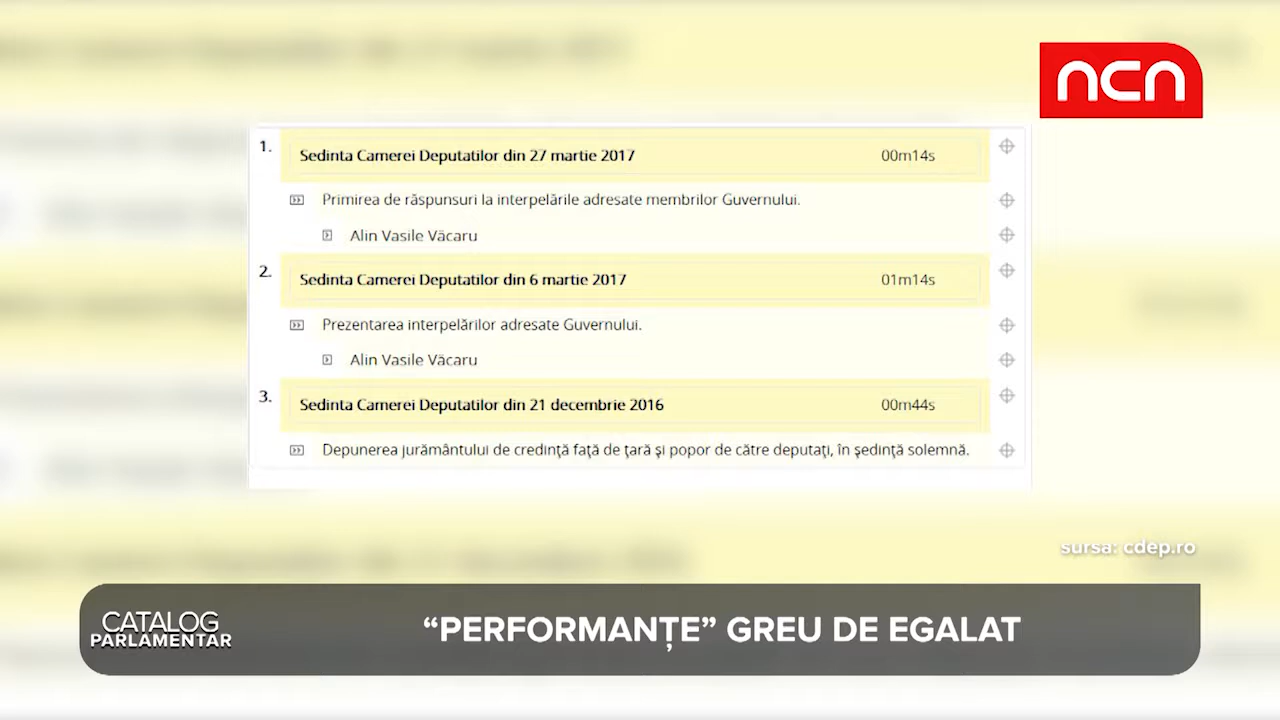 ncn
1. Sedinta Camerei Deputatilor din 27 martie 2017 00m14s
Primirea de răspunsuri la interpelările adresate membrilor Guvernului.
Alin Vasile Văcaru
2. Sedinta Camerei Deputatilor din 6 martie 2017 01m14s
Prezentarea interpelărilor adresate Guvernului.
Alin Vasile Văcaru
3. Sedinta Camerei Deputatilor din 21 decembrie 2016 00m44s
Depunerea jurământului de credinţă faţă de ţară şi popor de către deputaţi, în şedinţă solemnă.
sursa: cdep.ro
CATALOG
PARLAMENTAR
“PERFORMANȚE” GREU DE EGALAT